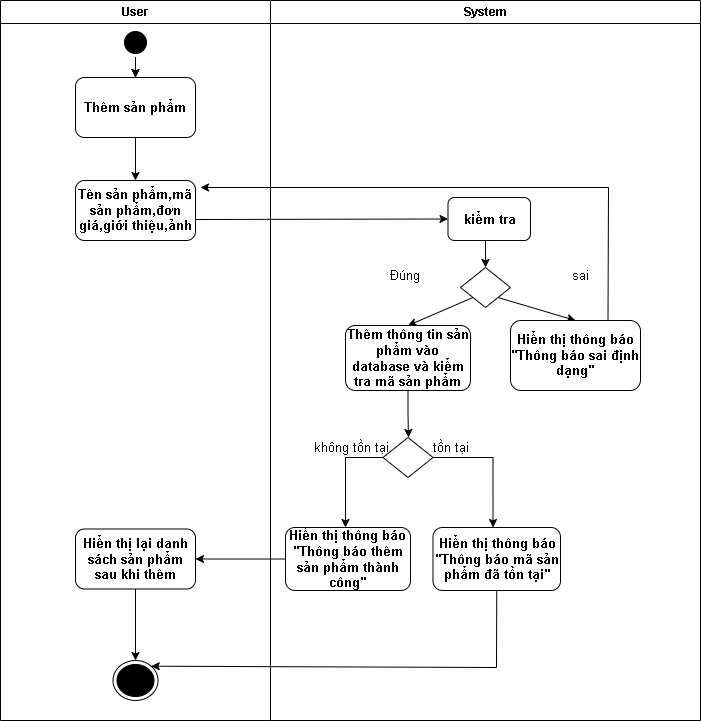 User
System
Thêm sản phẩm
Tên sản phẩm,mã
sản phẩm,đơn
giá,giới thiệu,ảnh
kiểm tra
Đúng
sai
Thêm thông tin sản
phẩm vào
database và kiểm
tra mã sản phẩm
Hiển thị thông báo
"Thông báo sai định
dạng"
không tồn tại
tồn tại
Hiển thị lại danh
sách sản phẩm
sau khi thêm
Hiển thị thông báo
"Thông báo thêm
sản phẩm thành
công"
Hiển thị thông báo
"Thông báo mã sản
phẩm đã tồn tại"